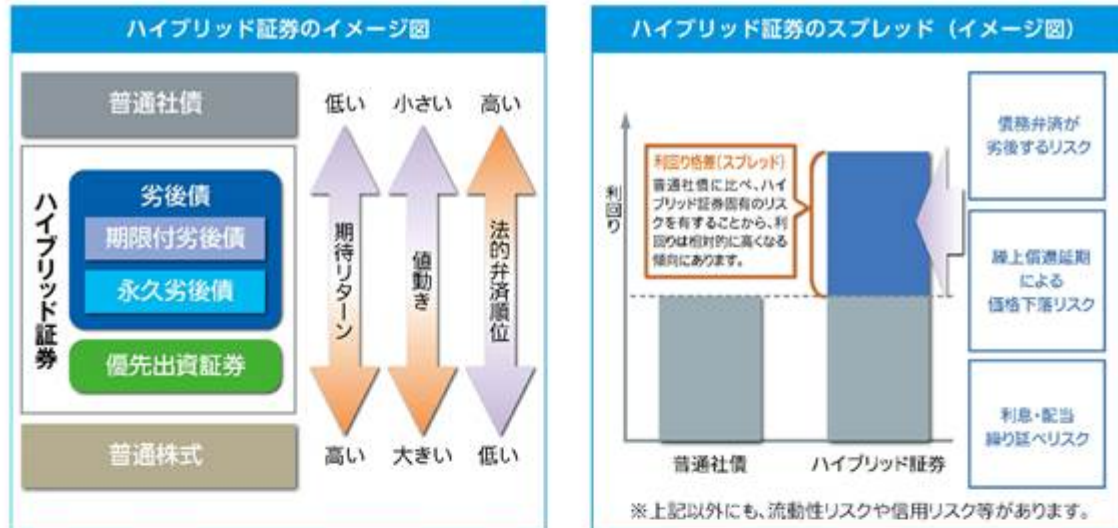 ハイブリッド証券のイメージ図
普通社債
ハイブリッド証券
劣後債
期限付劣後債
永久劣後債
優先出資証券
普通株式
低い
小さい
高い
期待リターン
値動き
法的弁済順位
高い
大きい
低い
ハイブリッド証券のスプレッド（イメージ図）
利回り
利回り格差(スプレッド)
普通社債に比べ、ハイ
ブリッド証券固有のリス
クを有することから、利
回りは相対的に高くなる
傾向にあります。
普通社債
ハイブリッド証券
債務弁済が
劣後するリスク
繰上償還延期
による
価格下落リスク
利息・配当
繰り延べリスク
※上記以外にも、流動性リスクや信用リスク等があります。